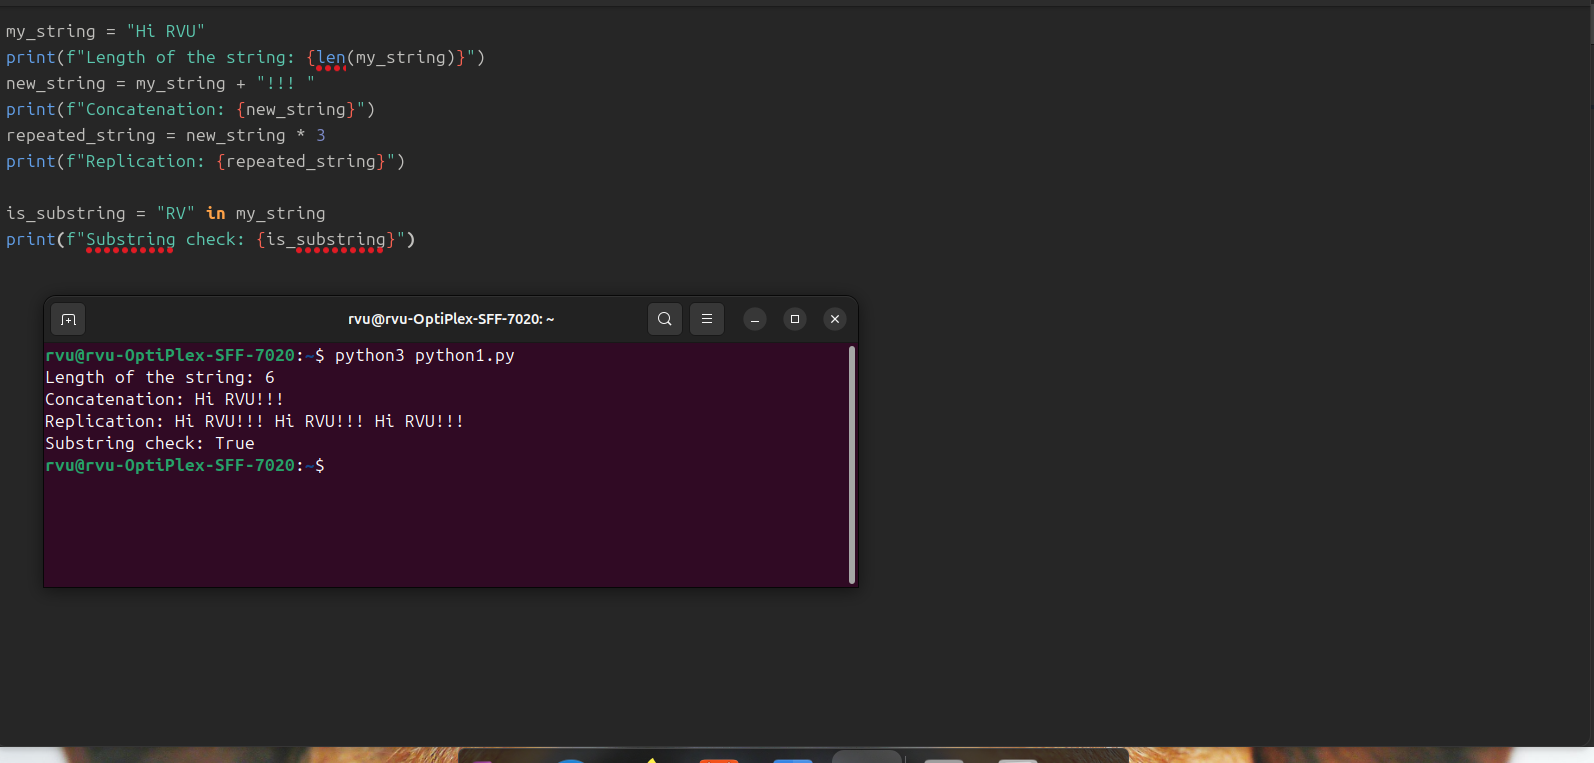 my_string = "Hi RVU"
print(f"Length of the string: {len(my_string)}")
new_string = my_string + "!!! "
print(f"Concatenation: {new_string}")
repeated_string = new_string * 3
print(f"Replication: {repeated_string}")
is_substring = "RV" in my_string
print(f"Substring check: {is_substring}")
rvu@rvu-OptiPlex-SFF-7020: ~
rvu@rvu-OptiPlex-SFF-7020:~$ python3 python1.py
Length of the string: 6
Concatenation: Hi RVU!!!
Replication: Hi RVU!!! Hi RVU!!! Hi RVU!!!
Substring check: True
rvu@rvu-OptiPlex-SFF-7020:~$